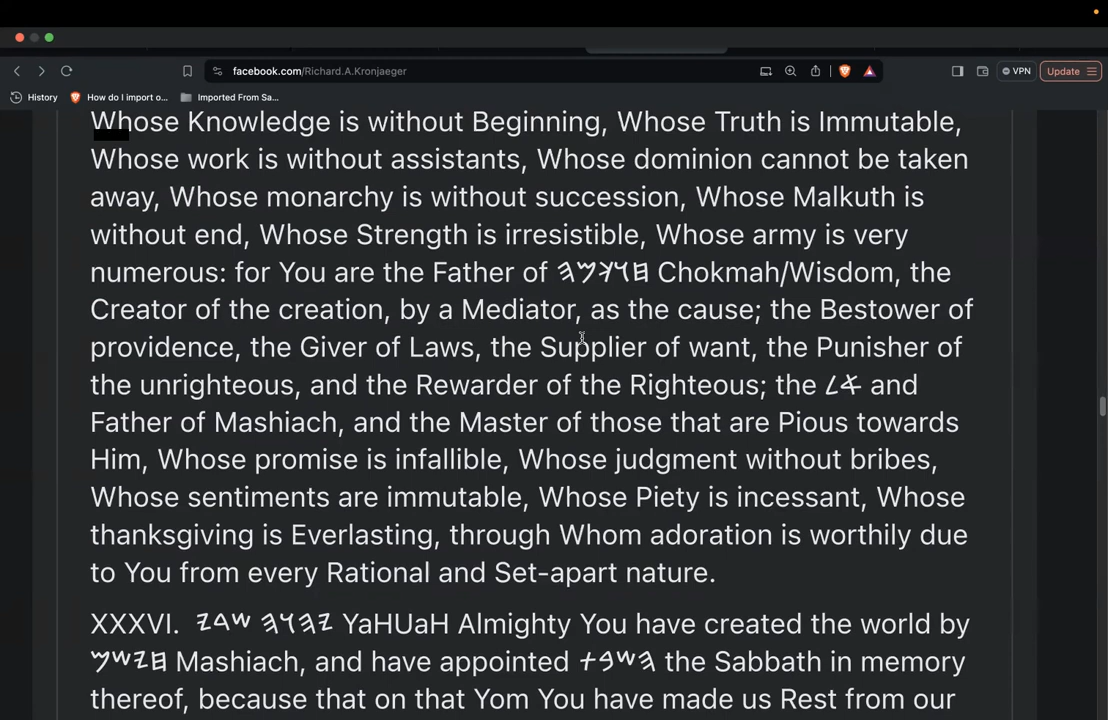 facebook.com/Richard.A.Kronjaeger
VPN
Update
History
How do I import o...
Imported From Sa...
Whose Knowledge is without Beginning, Whose Truth is Immutable,
Whose work is without assistants, Whose dominion cannot be taken
away, Whose monarchy is without succession, Whose Malkuth is
without end, Whose Strength is irresistible, Whose army is very
numerous: for You are the Father of 𐤇𐤅𐤊𐤌𐤄 Chokmah/Wisdom, the
Creator of the creation, by a Mediator, as the cause; the Bestower of
providence, the Giver of Laws, the Supplier of want, the Punisher of
the unrighteous, and the Rewarder of the Righteous; the 𐤀𐤋 and
Father of Mashiach, and the Master of those that are Pious towards
Him, Whose promise is infallible, Whose judgment without bribes,
Whose sentiments are immutable, Whose Piety is incessant, Whose
thanksgiving is Everlasting, through Whom adoration is worthily due
to You from every Rational and Set-apart nature.
XXXVI. 𐤉𐤄𐤅𐤄 𐤔𐤃𐤉 YaHUaH Almighty You have created the world by
𐤇𐤉𐤔𐤌 Mashiach, and have appointed 𐤄𐤔𐤁𐤕 the Sabbath in memory
thereof, because that on that Yom You have made us Rest from our